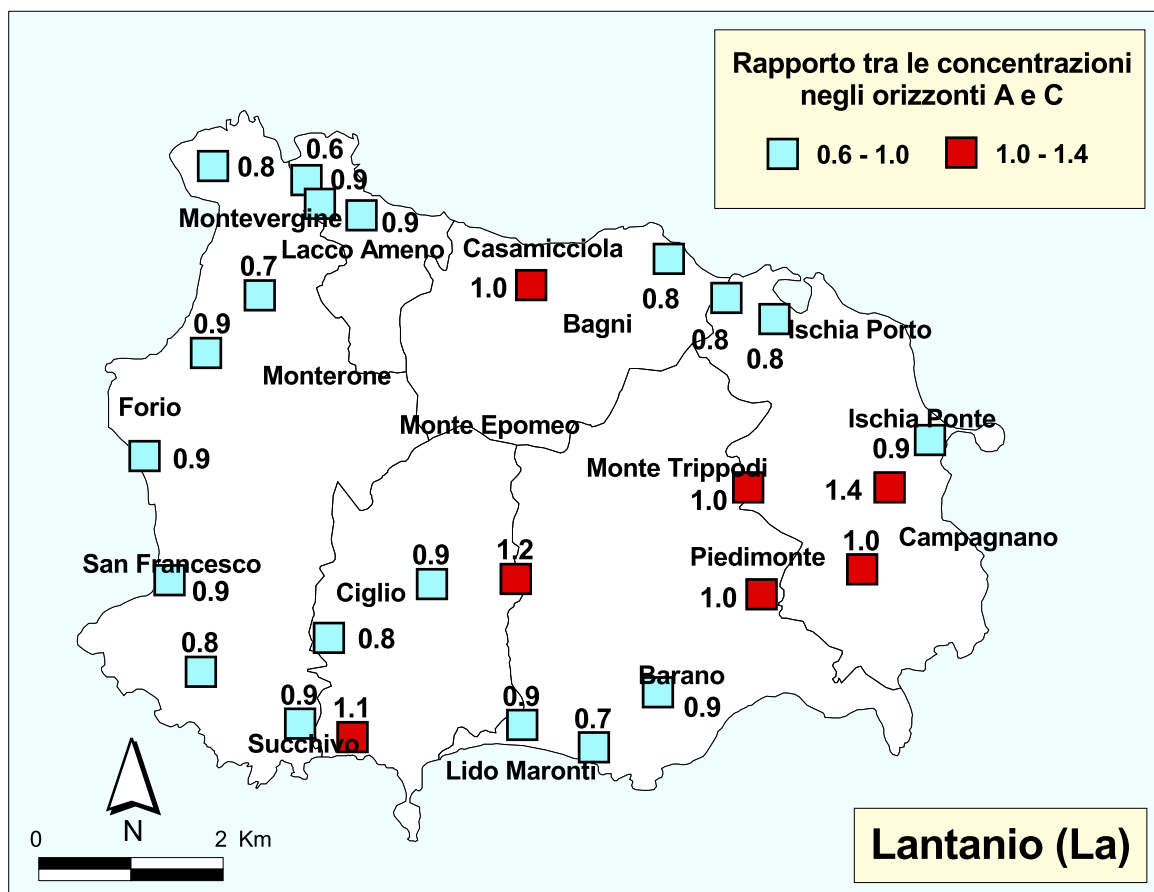 Rapporto tra le concentrazioni
negli orizzonti A e C
0.6 - 1.0 1.0 - 1.4
0.6
0.8 0.9
Montevergine 0.9
Lacco Ameno Casamicciola
0.7 1.0 0.8
0.9 Bagni 0.8 Ischia Porto
0.8
Monterone
Forio
Monte Epomeo Ischia Ponte
0.9 0.9
Monte Trippodi
1.0 1.4
Campagnano
1.2 1.0
San Francesco 0.9 Piedimonte
0.9 Ciglio 1.0
0.8 0.8
Barano
0.9 1.1 0.9 0.7 0.9
Succhivo
Lido Maronti
N
0 2 Km
Lantanio (La)